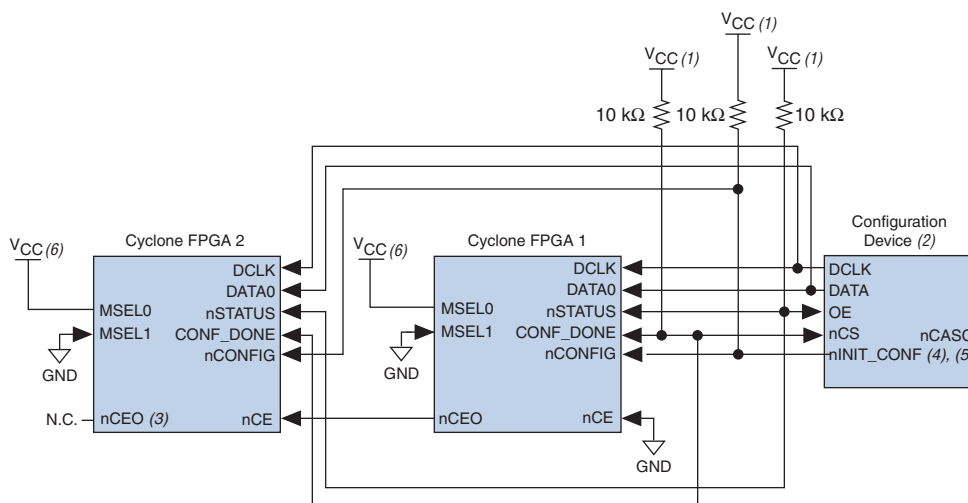 VCC (1)
VCC (1)
VCC (1)
10 kΩ
10 kΩ
10 kΩ
VCC (6)
Cyclone FPGA 2
DCLK
DATA0
nSTATUS
CONF_DONE
nCONFIG
MSEL0
MSEL1
GND
N.C.
nCEO (3)
nCE
VCC (6)
Cyclone FPGA 1
DCLK
DATA0
nSTATUS
CONF_DONE
nCONFIG
MSEL0
MSEL1
GND
nCEO
nCE
GND
Configuration
Device (2)
DCLK
DATA
OE
nCS
nCASC
nINIT_CONF (4), (5